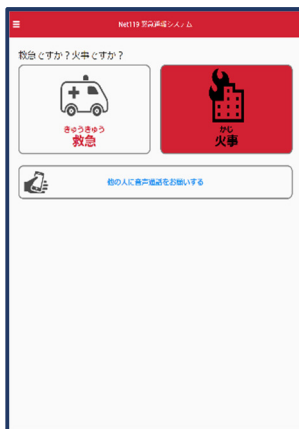 Net119 緊急通報システム
救急ですか？火事ですか？
きゅうきゅう
救急
かじ
火事
他の人に音声通話をお願いする